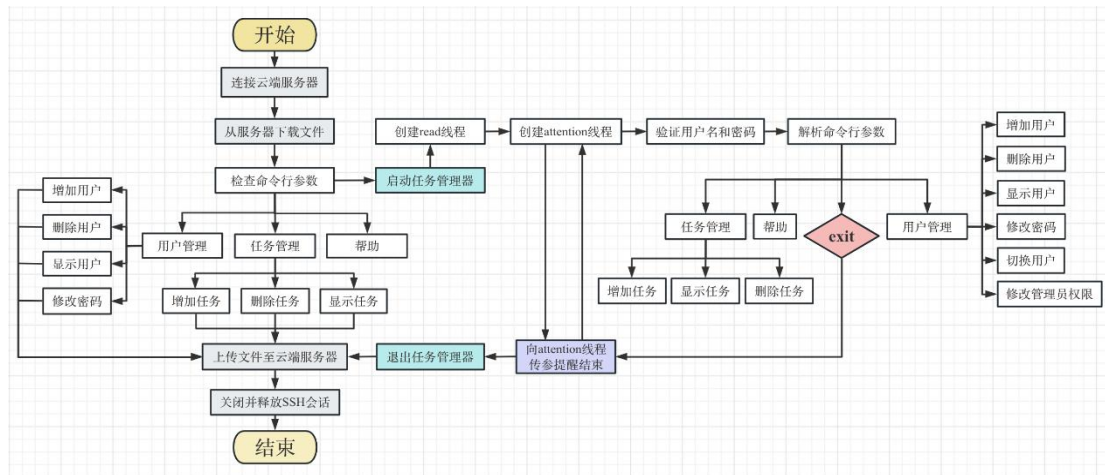 开始
连接云端服务器
从服务器下载文件
检查命令行参数
启动任务管理器
创建read线程
创建attention线程
验证用户名和密码
解析命令行参数
增加用户
删除用户
显示用户
修改密码
用户管理
任务管理
帮助
增加任务
删除任务
显示任务
任务管理
帮助
exit
用户管理
增加任务
显示任务
删除任务
增加用户
删除用户
显示用户
修改密码
切换用户
修改管理员权限
上传文件至云端服务器
退出任务管理器
向attention线程
传参提醒结束
关闭并释放SSH会话
结束